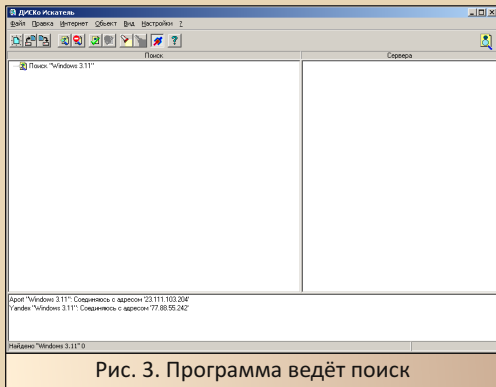 ДИСКо Искатель
Файл Правка Интернет Объект Вид Настройки ?
Поиск
Сервера
Поиск "Windows 3.11"
Aport "Windows 3.11": Соединяюсь с адресом '23.111.103.204'
Yandex "Windows 3.11": Соединяюсь с адресом '77.88.55.242'
Найдено "Windows 3.11" 0
Рис. 3. Программа ведёт поиск